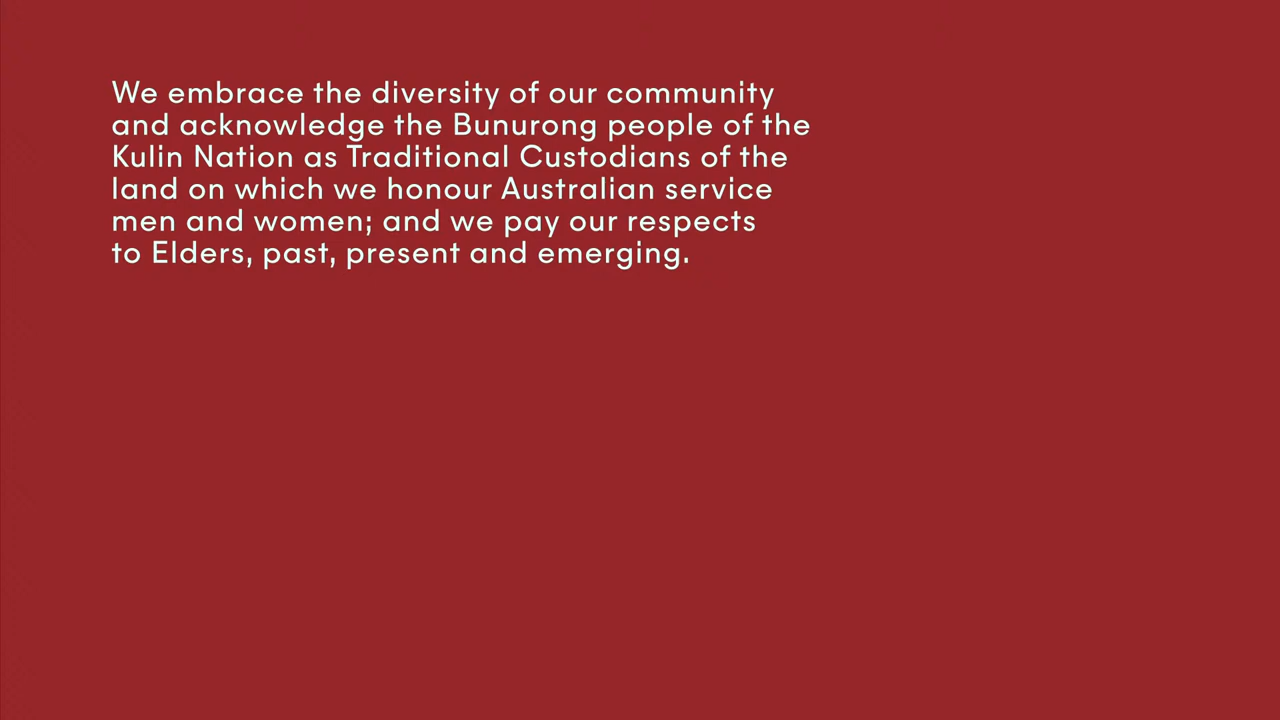 We embrace the diversity of our community
and acknowledge the Bunurong people of the
Kulin Nation as Traditional Custodians of the
land on which we honour Australian service
men and women; and we pay our respects
to Elders, past, present and emerging.